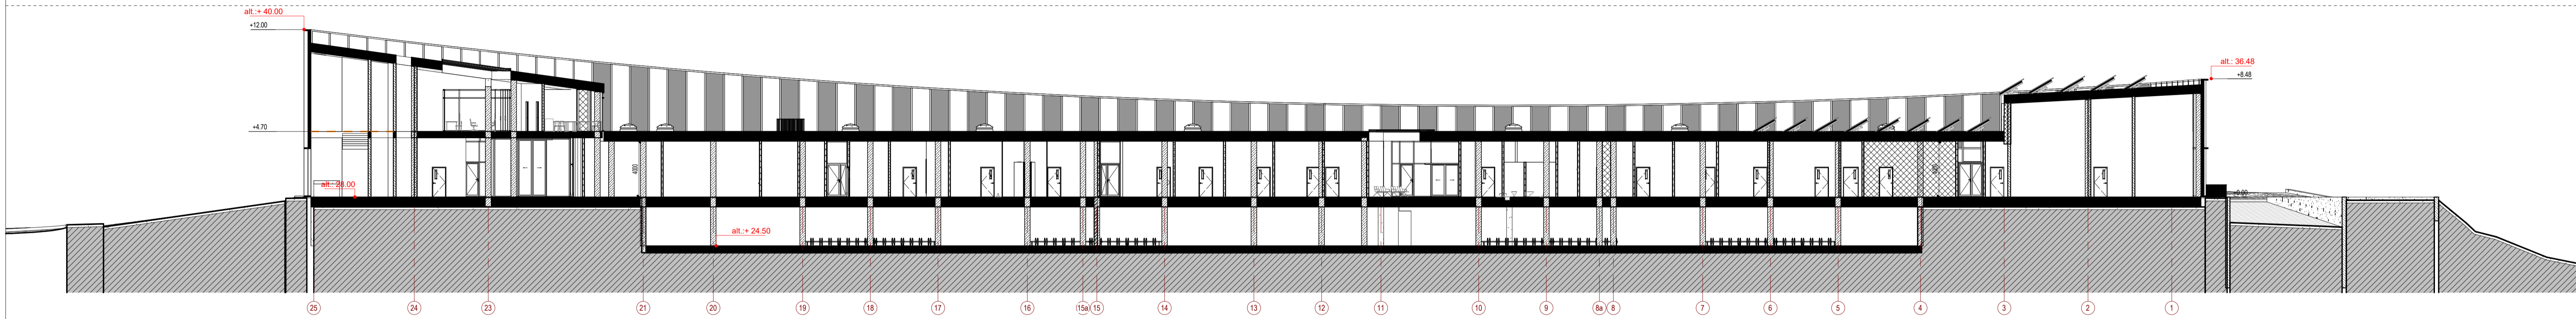 alt.:+ 40.00
+12.00
alt.: 36.48
+8.48
+4.70
4000
alt.: 28.00
+0.00
alt.:+ 24.50
25 24 23 21 20 19 18 17 16 15a 15 14 13 12 11 10 9 8a 8 7 6 5 4 3 2 1